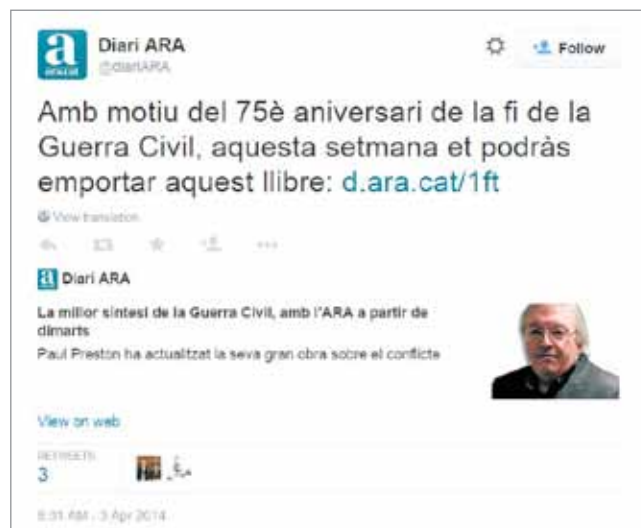 Diari ARA
@diariARA
Follow
Amb motiu del 75è aniversari de la fi de la
Guerra Civil, aquesta setmana et podràs
emportar aquest llibre: d.ara.cat/1ft
View translation
a Diari ARA
La millor síntesi de la Guerra Civil, amb l'ARA a partir de
dimarts
Paul Preston ha actualitzat la seva gran obra sobre el conflicte
View on web
RETWEETS
3
8:31 AM - 3 Apr 2014